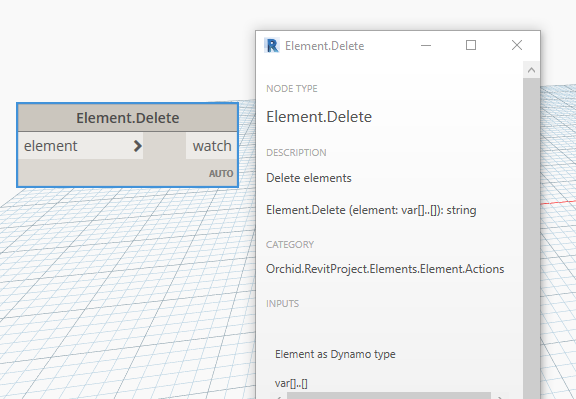 Element.Delete
element
watch
AUTO
R Element.Delete
NODE TYPE
Element.Delete
DESCRIPTION
Delete elements
Element.Delete (element: var[]..[]): string
CATEGORY
Orchid.RevitProject.Elements.Element.Actions
INPUTS
Element as Dynamo type
var[]..[]